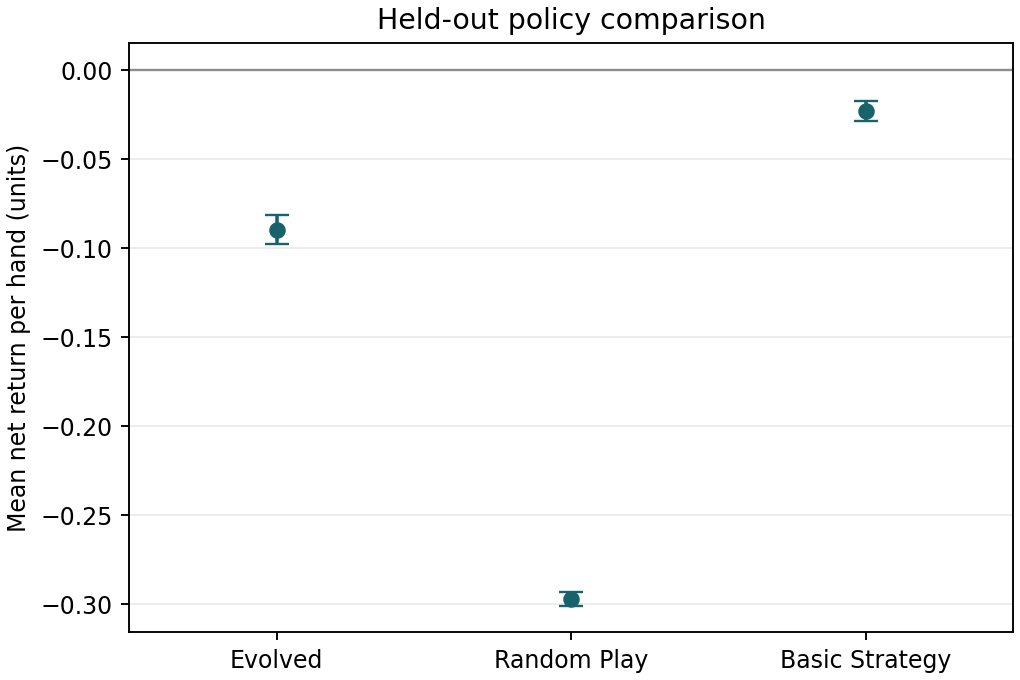 Held-out policy comparison
Mean net return per hand (units)
0.00
−0.05
−0.10
−0.15
−0.20
−0.25
−0.30
Evolved
Random Play
Basic Strategy